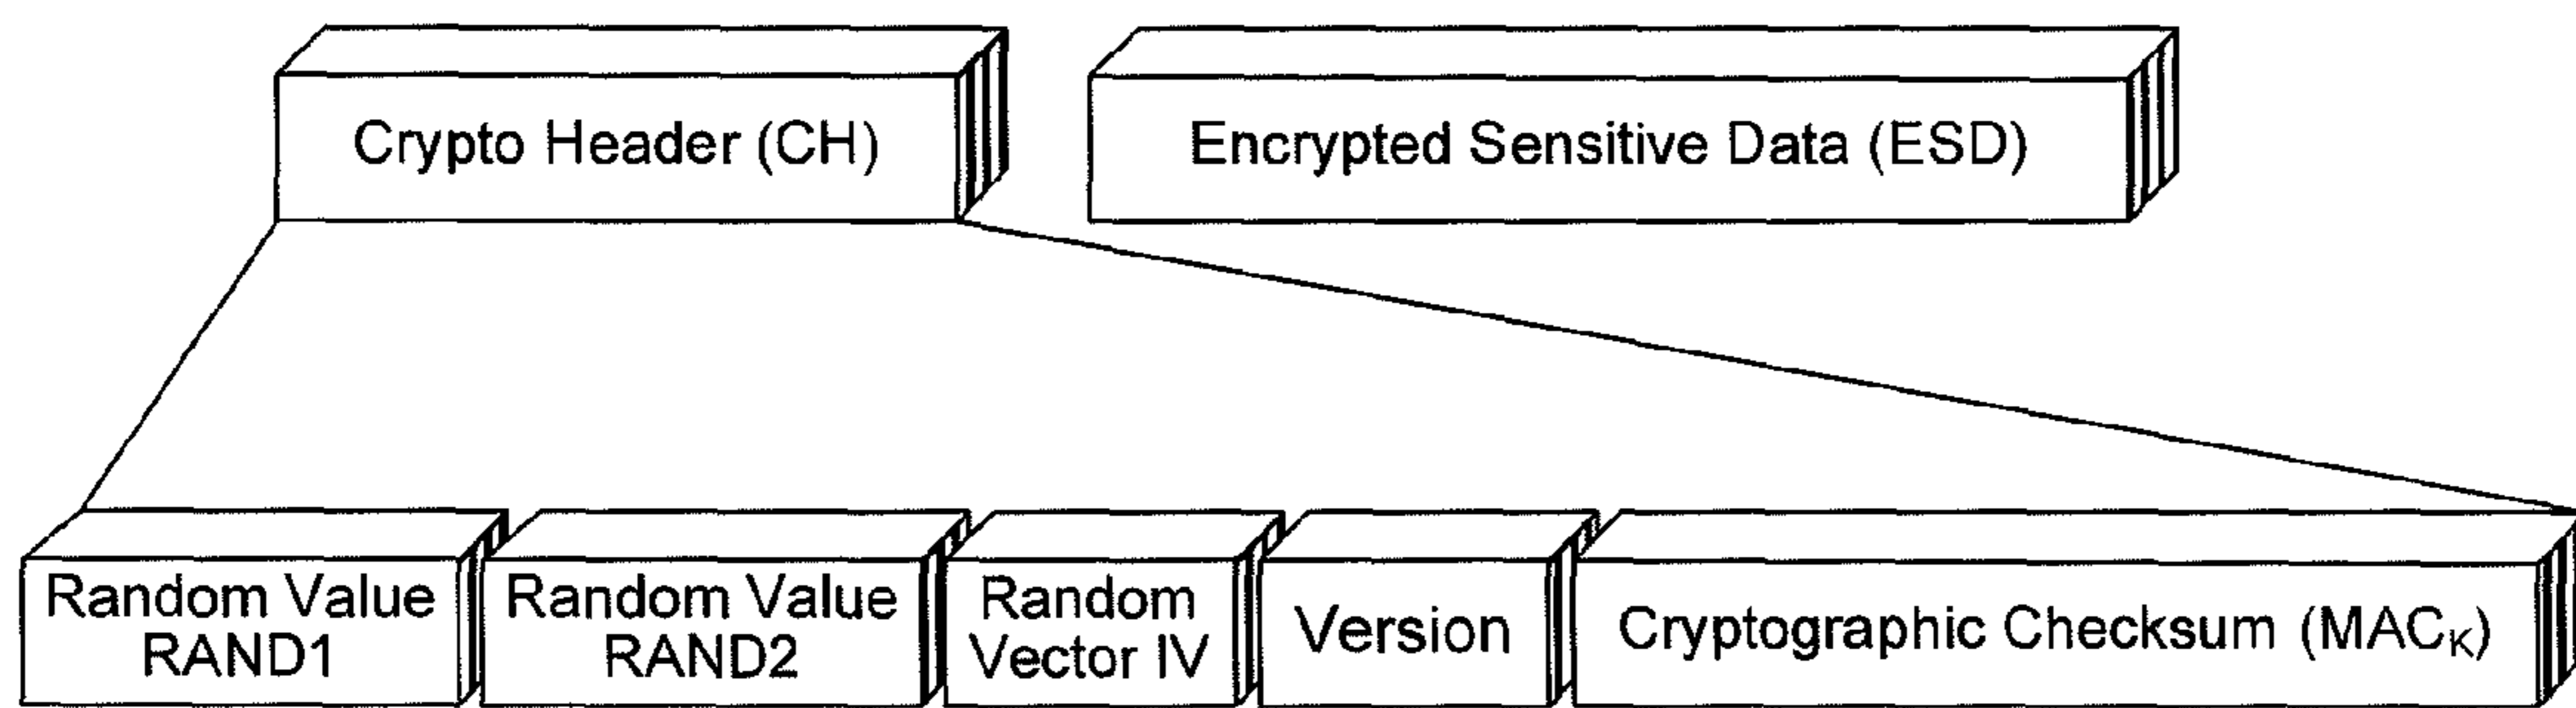 Crypto Header (CH)
Encrypted Sensitive Data (ESD)
Random Value
RAND1
Random Value
RAND2
Random
Vector IV
Version
Cryptographic Checksum (MACK)